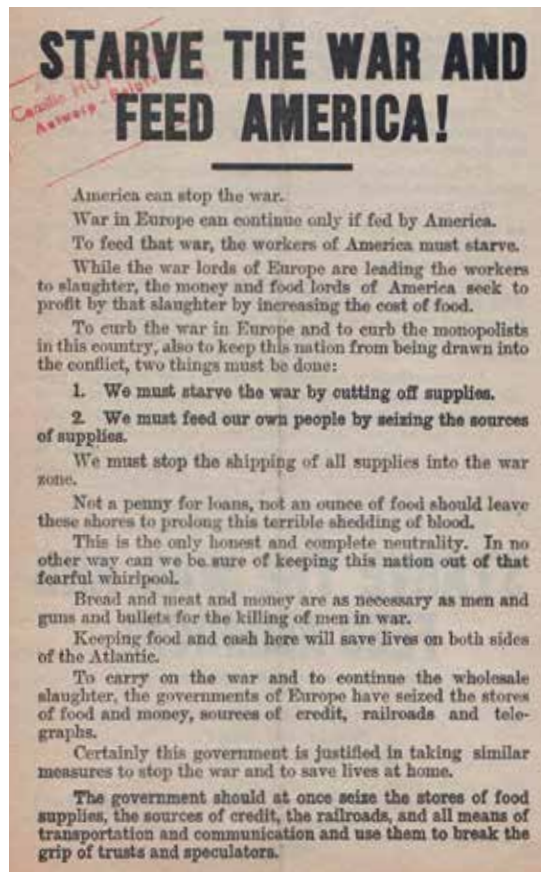 STARVE THE WAR AND
FEED AMERICA!
Camille HU
Antwerp - Belgi
America can stop the war.
War in Europe can continue only if fed by America.
To feed that war, the workers of America must starve.
While the war lords of Europe are leading the workers
to slaughter, the money and food lords of America seek to
profit by that slaughter by increasing the cost of food.
To curb the war in Europe and to curb the monopolists
in this country, also to keep this nation from being drawn into
the conflict, two things must be done:
1. We must starve the war by cutting off supplies.
2. We must feed our own people by seizing the sources
of supplies.
We must stop the shipping of all supplies into the war
zone.
Not a penny for loans, not an ounce of food should leave
these shores to prolong this terrible shedding of blood.
This is the only honest and complete neutrality. In no
other way can we be sure of keeping this nation out of that
fearful whirlpool.
Bread and meat and money are as necessary as men and
guns and bullets for the killing of men in war.
Keeping food and cash here will save lives on both sides
of the Atlantic.
To carry on the war and to continue the wholesale
slaughter, the governments of Europe have seized the stores
of food and money, sources of credit, railroads and tele-
graphs.
Certainly this government is justified in taking similar
measures to stop the war and to save lives at home.
The government should at once seize the stores of food
supplies, the sources of credit, the railroads, and all means of
transportation and communication and use them to break the
grip of trusts and speculators.